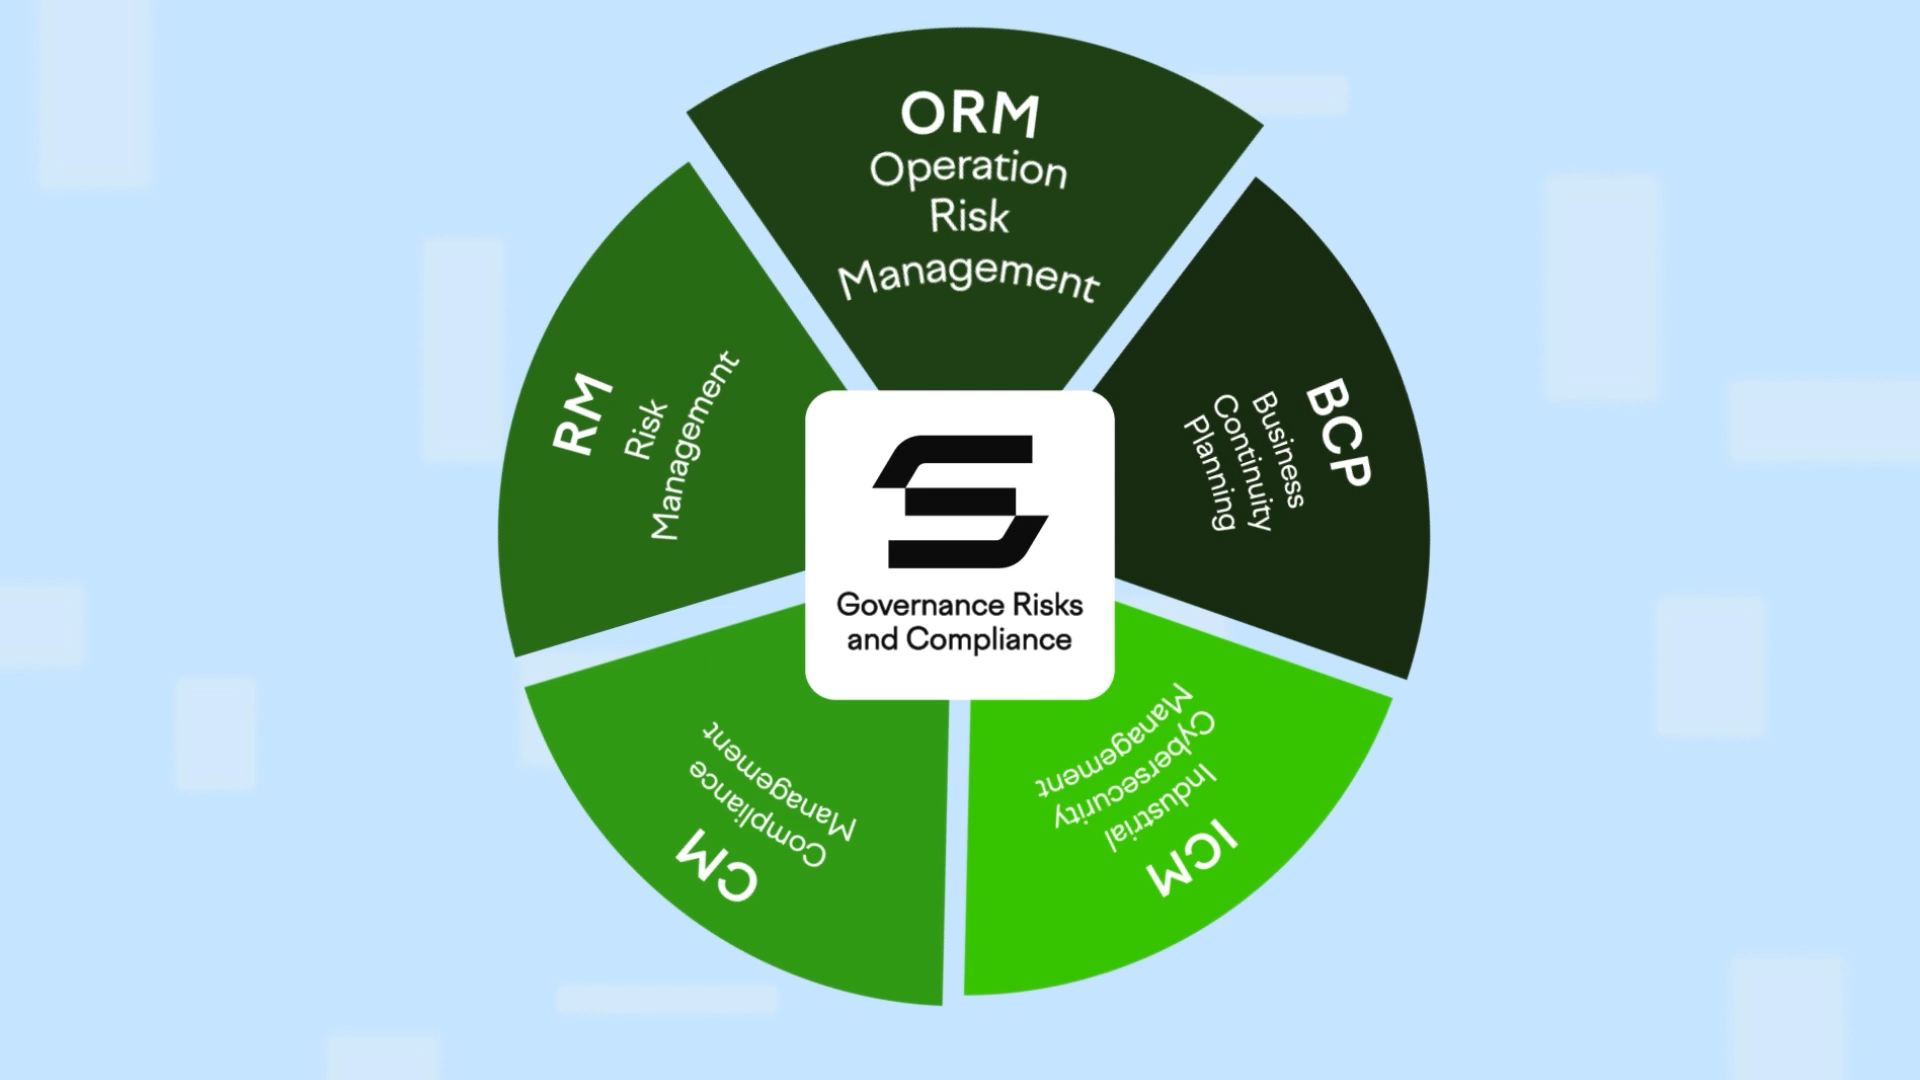 ORM
Operation
Risk
Management
BCP
Business
Continuity
Planning
ICM
Industrial
Cybersecurity
Management
CM
Compliance
Management
RM
Risk
Management
Governance Risks
and Compliance